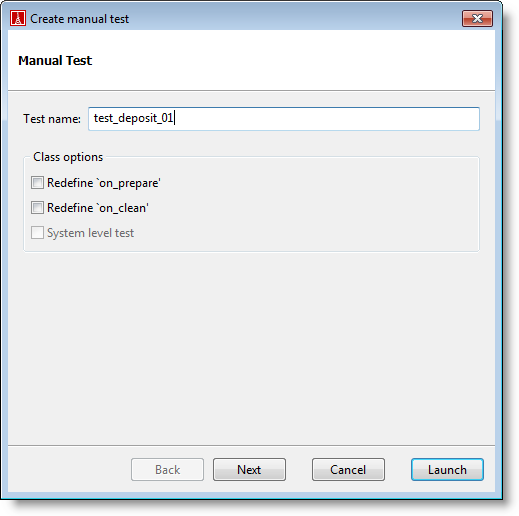 Create manual test
Manual Test
Test name: test_deposit_01
Class options
Redefine `on_prepare'
Redefine `on_clean'
System level test
Back Next Cancel Launch